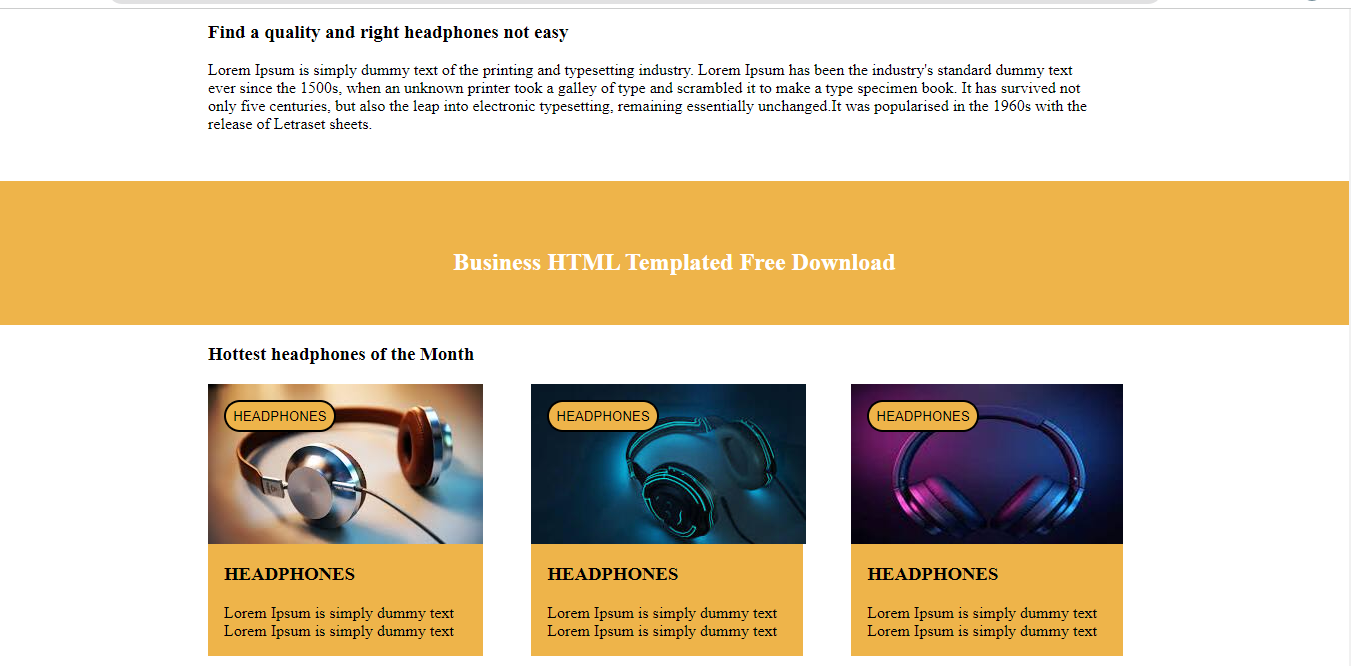 Find a quality and right headphones not easy
Lorem Ipsum is simply dummy text of the printing and typesetting industry. Lorem Ipsum has been the industry's standard dummy text
ever since the 1500s, when an unknown printer took a galley of type and scrambled it to make a type specimen book. It has survived not
only five centuries, but also the leap into electronic typesetting, remaining essentially unchanged.It was popularised in the 1960s with the
release of Letraset sheets.
Business HTML Templated Free Download
Hottest headphones of the Month
HEADPHONES
HEADPHONES
Lorem Ipsum is simply dummy text
Lorem Ipsum is simply dummy text
HEADPHONES
HEADPHONES
Lorem Ipsum is simply dummy text
Lorem Ipsum is simply dummy text
HEADPHONES
HEADPHONES
Lorem Ipsum is simply dummy text
Lorem Ipsum is simply dummy text